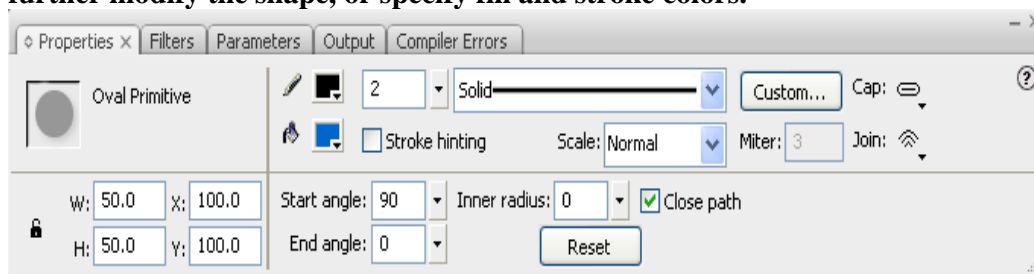 further modify the shape, or specify fill and stroke colors.
Properties × Filters Parameters Output Compiler Errors
Oval Primitive 2 Solid Custom... Cap:
Stroke hinting Scale: Normal Miter: 3 Join:
W: 50.0 X: 100.0 Start angle: 90 Inner radius: 0 Close path
H: 50.0 Y: 100.0 End angle: 0 Reset